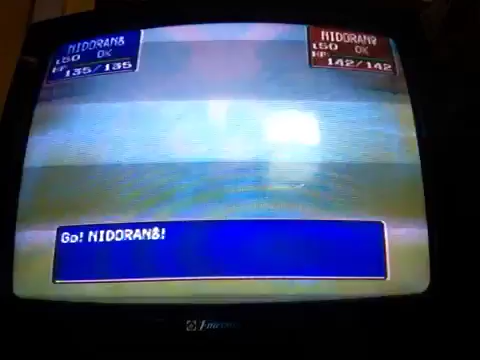 NIDORAN♂
L50 OK
HP: 135/135
NIDORAN♀
L50 OK
HP: 142/142
Go! NIDORAN♂!